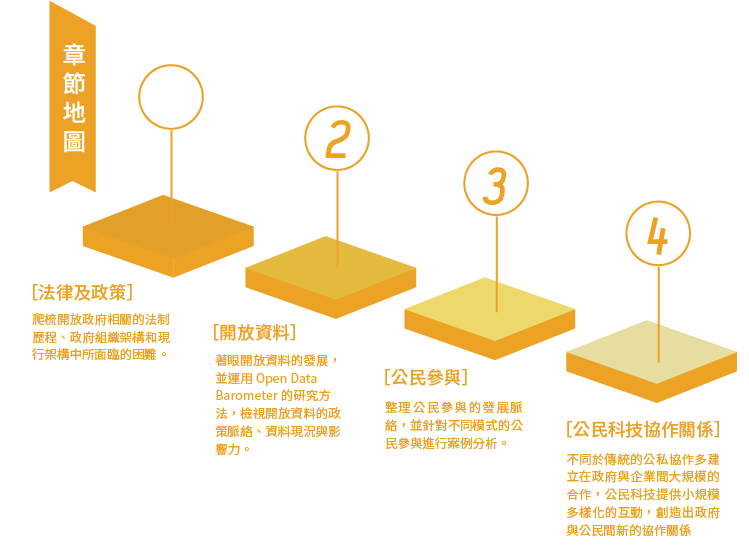 章節地圖
2
3
4
[法律及政策]
爬梳開放政府相關的法制
歷程、政府組織架構和現
行架構中所面臨的困難。
[開放資料]
著眼開放資料的發展，
並運用 Open Data
Barometer 的研究方
法，檢視開放資料的政
策脈絡、資料現況與影
響力。
[公民參與]
整理公民參與的發展脈
絡，並針對不同模式的公
民參與進行案例分析。
[公民科技協作關係]
不同於傳統的公私協作多建
立在政府與企業間大規模的
合作，公民科技提供小規模
多樣化的互動，創造出政府
與公民間新的協作關係